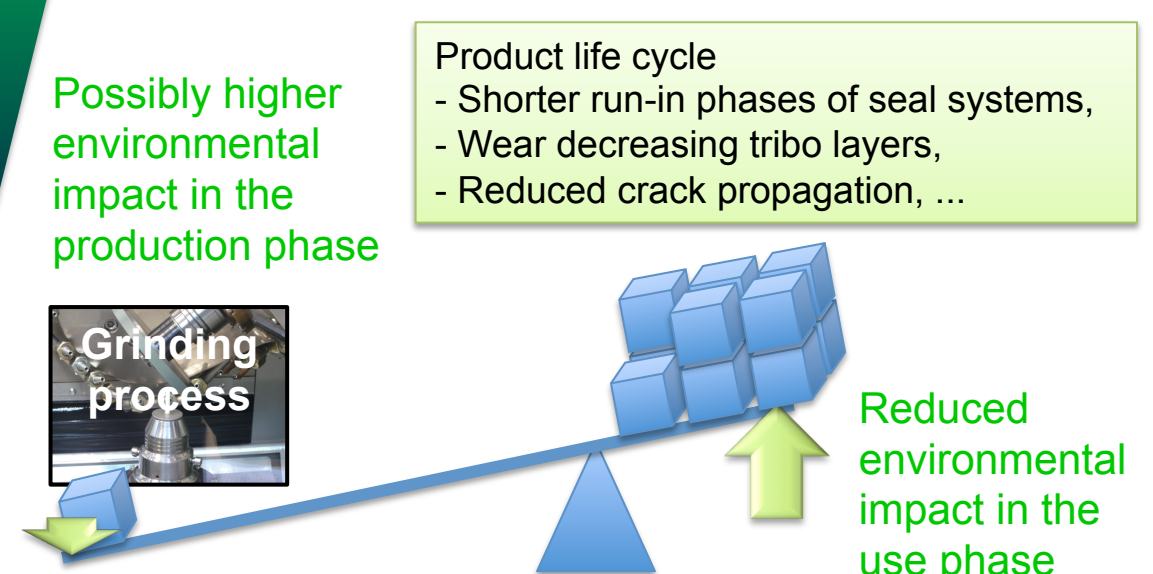 Possibly higher
environmental
impact in the
production phase
Product life cycle
- Shorter run-in phases of seal systems,
- Wear decreasing tribo layers,
- Reduced crack propagation, ...
Grinding
process
Reduced
environmental
impact in the
use phase